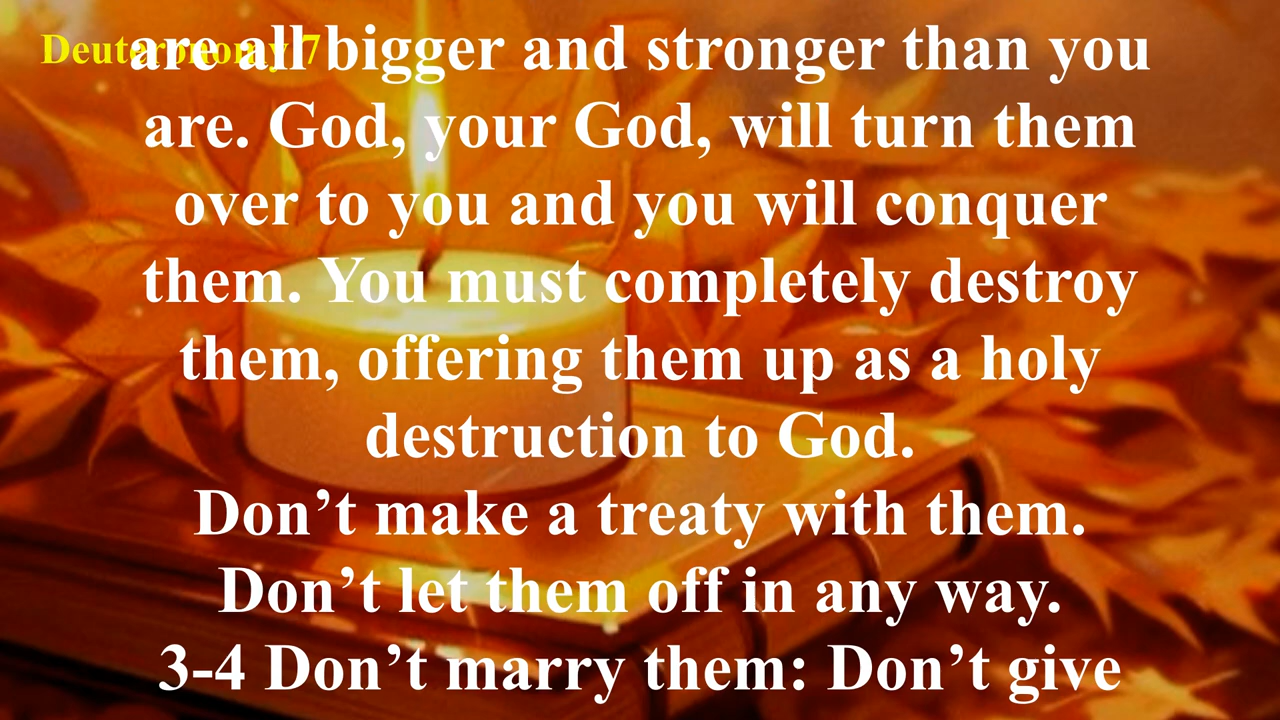 Deuteronomy 7
are all bigger and stronger than you
are. God, your God, will turn them
over to you and you will conquer
them. You must completely destroy
them, offering them up as a holy
destruction to God.
Don’t make a treaty with them.
Don’t let them off in any way.
3-4 Don’t marry them: Don’t give